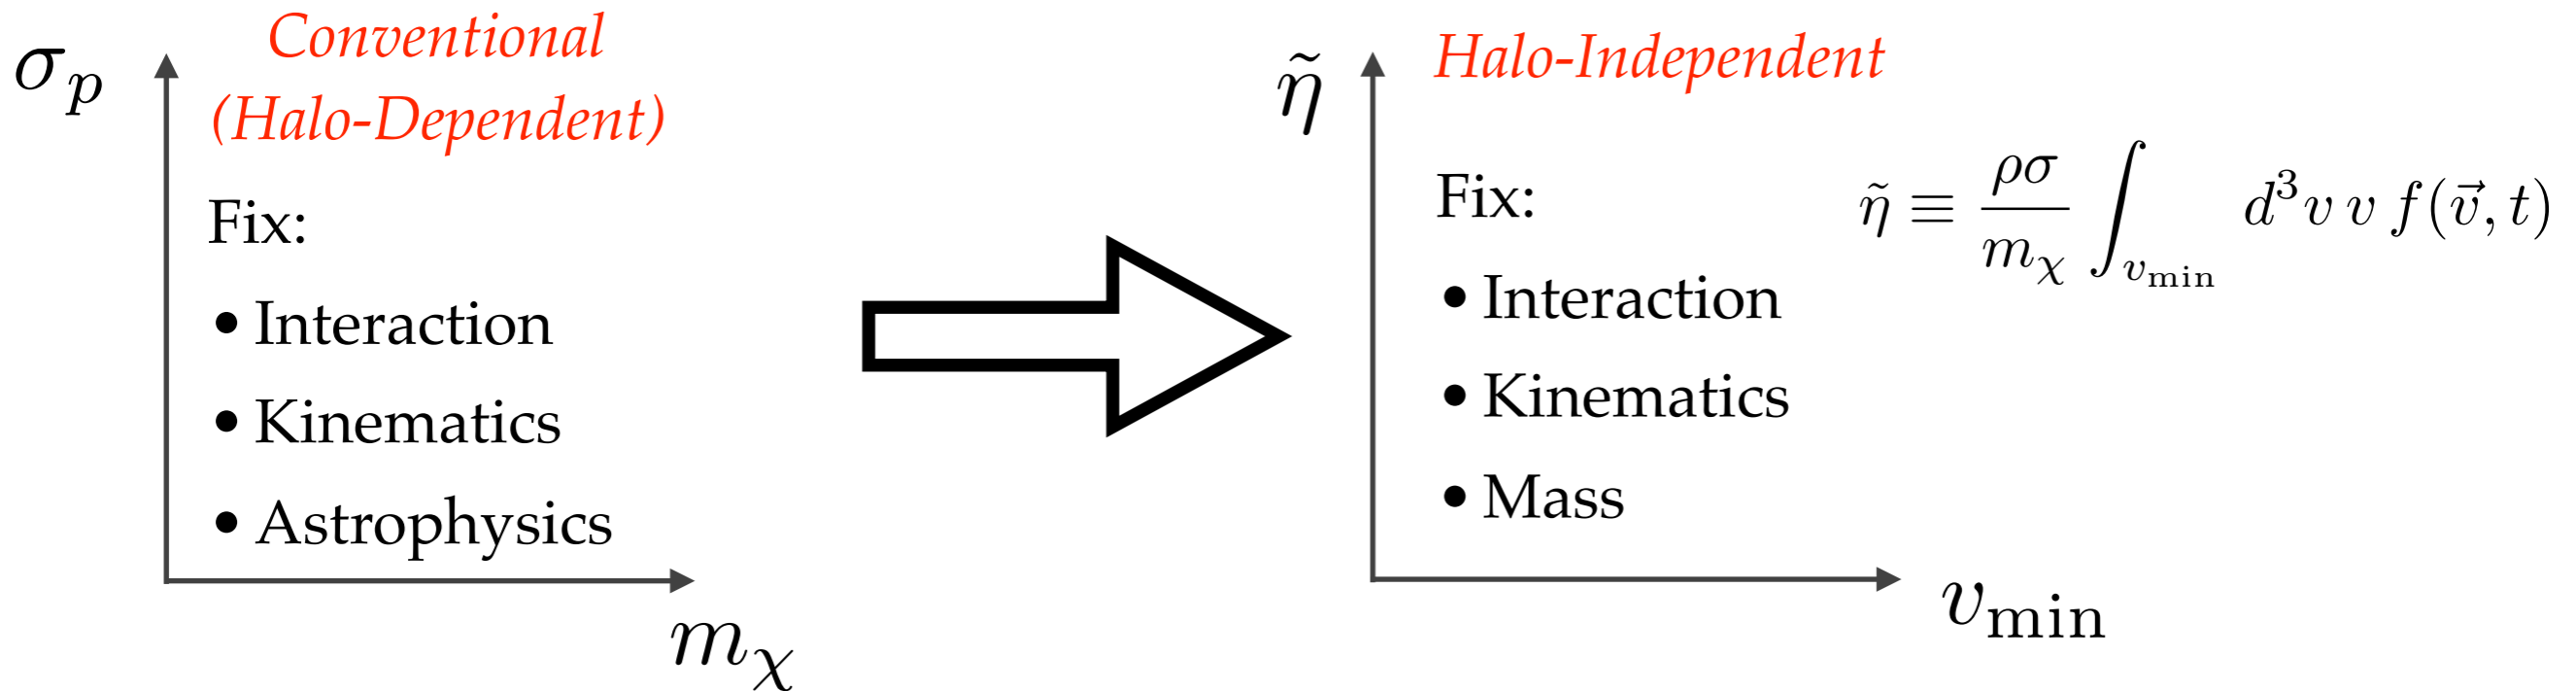 σ_p
Conventional
(Halo-Dependent)
Fix:
• Interaction
• Kinematics
• Astrophysics
m_χ
η̃
Halo-Independent
Fix:
η̃ ≡ ρσ/m_χ ∫_{v_min} d³v v f(v⃗, t)
• Interaction
• Kinematics
• Mass
v_min